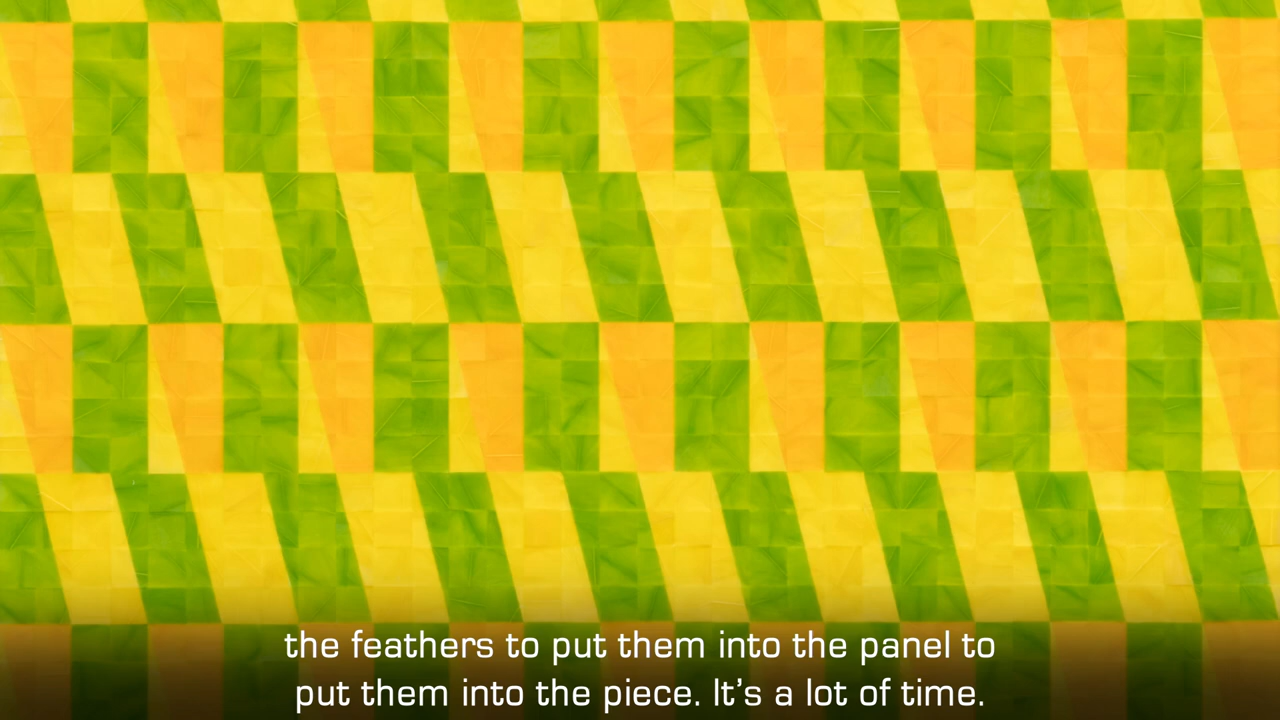 the feathers to put them into the panel to
put them into the piece. It’s a lot of time.